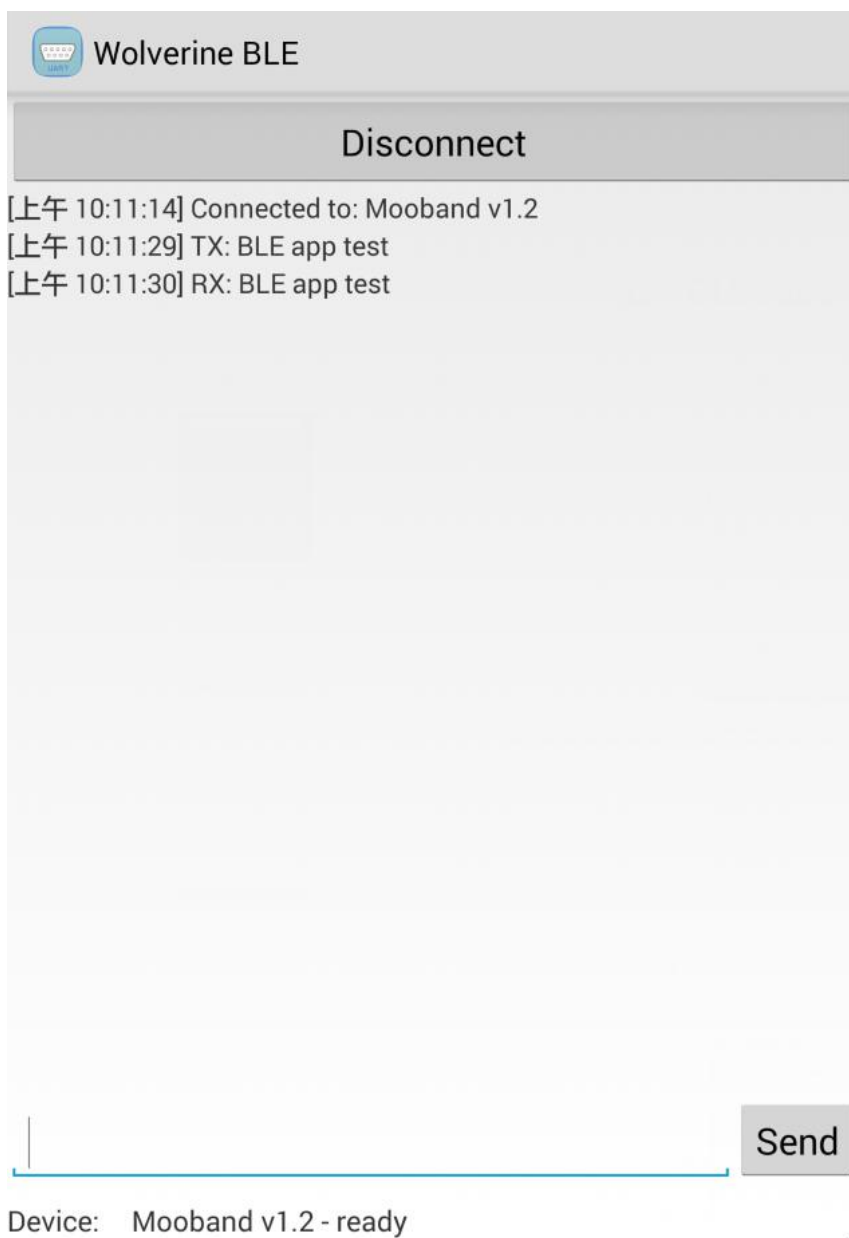 UART
Wolverine BLE
Disconnect
[上午 10:11:14] Connected to: Mooband v1.2
[上午 10:11:29] TX: BLE app test
[上午 10:11:30] RX: BLE app test
Send
Device: Mooband v1.2 - ready